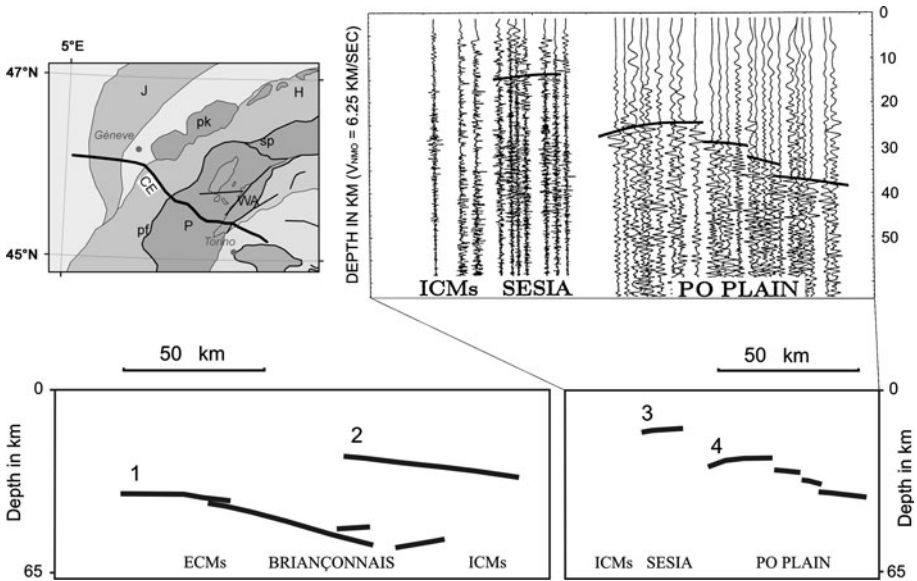 5°E
47°N
J
H
pk
Genève
sp
CE
WA
pf
P
Torino
45°N
DEPTH IN KM (VNMO = 6.25 KM/SEC)
0
10
20
30
40
50
ICMs SESIA PO PLAIN
50 km
0
Depth in km
65
1
2
ECMs BRIANÇONNAIS ICMs
50 km
0
Depth in km
65
3
4
ICMs SESIA PO PLAIN